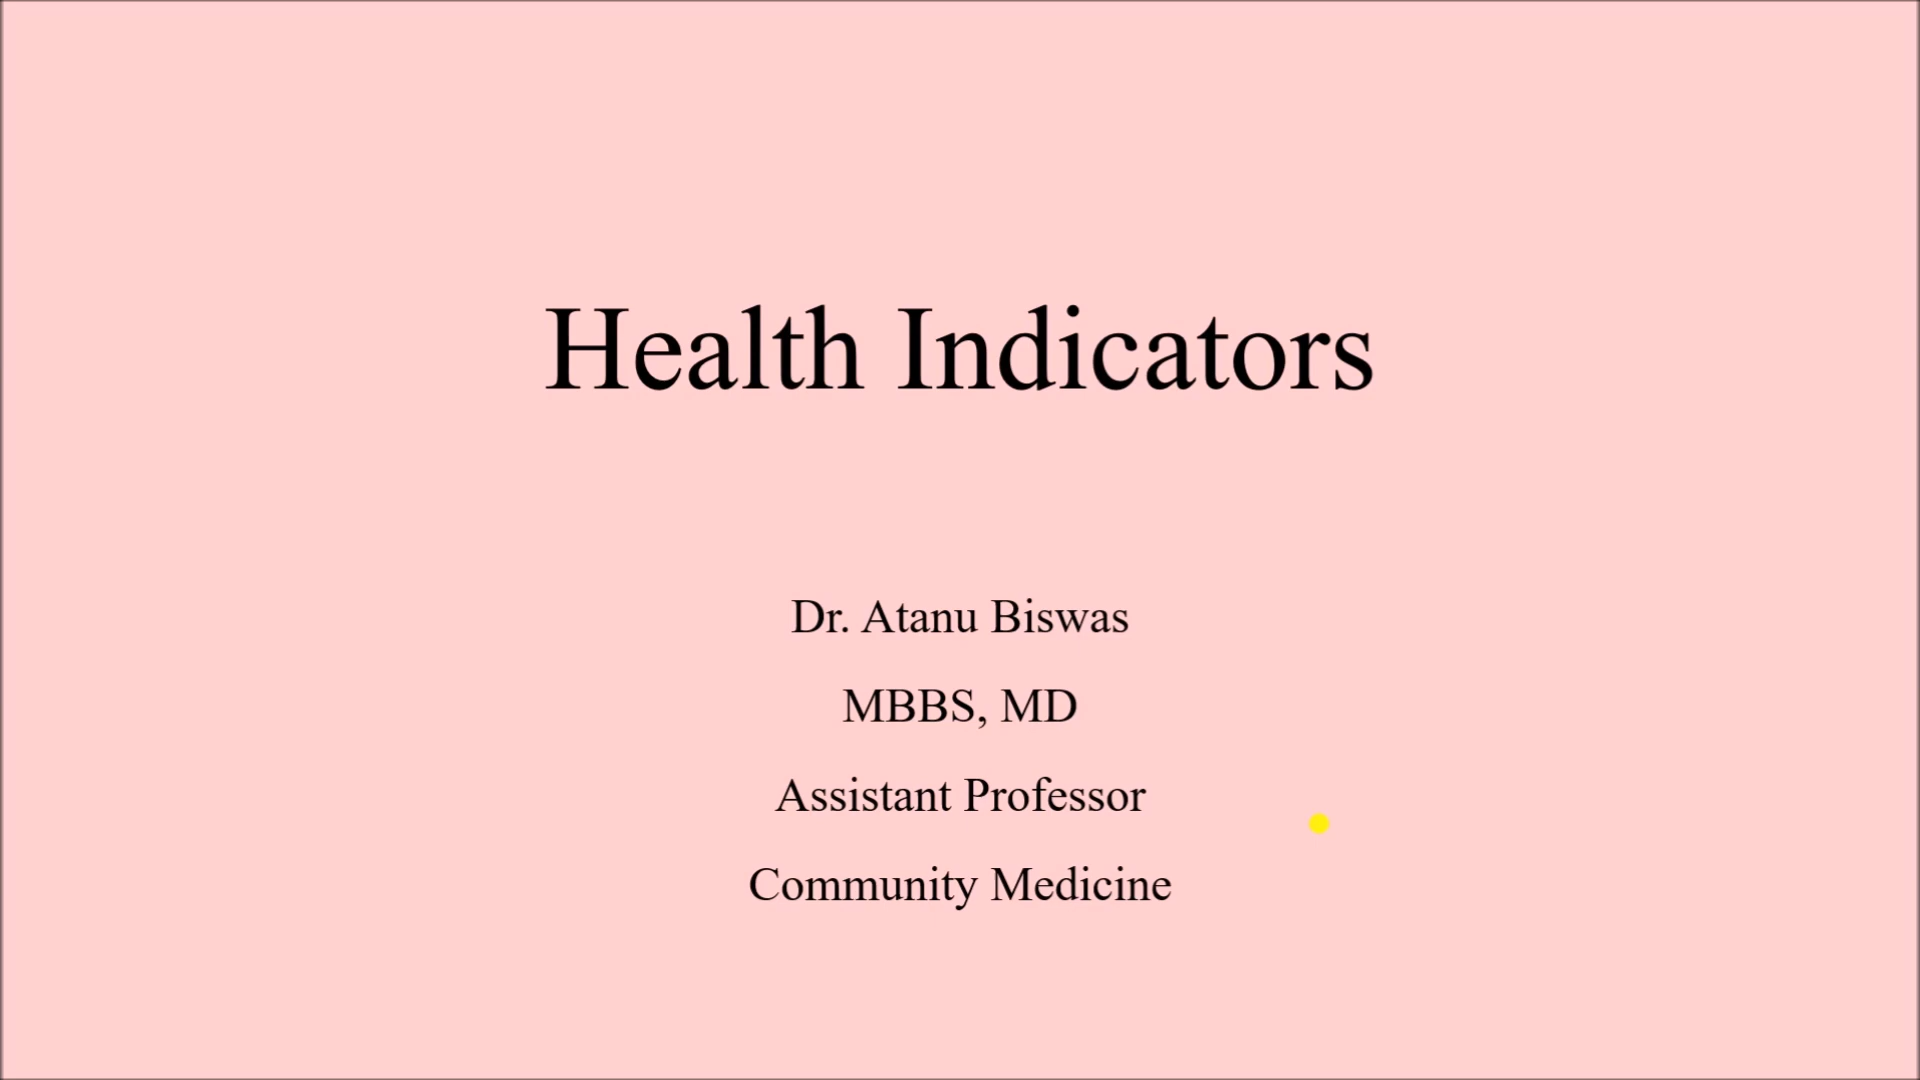 Health Indicators
Dr. Atanu Biswas
MBBS, MD
Assistant Professor
Community Medicine